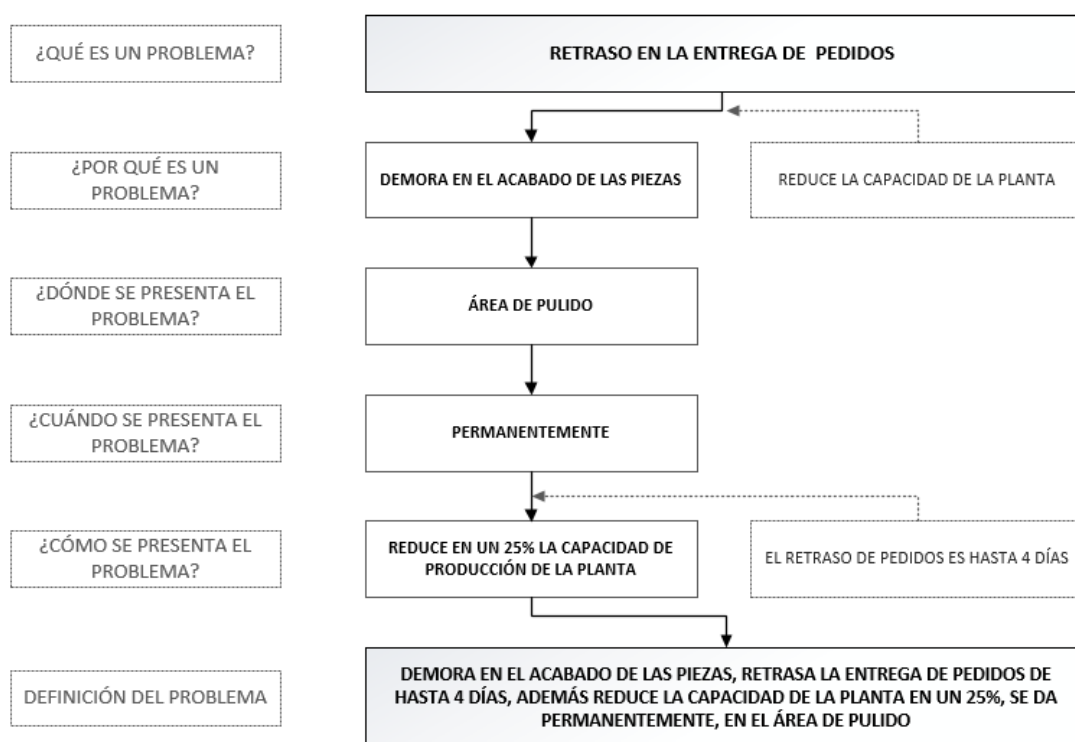 ¿QUÉ ES UN PROBLEMA?
RETRASO EN LA ENTREGA DE PEDIDOS
¿POR QUÉ ES UN
PROBLEMA?
DEMORA EN EL ACABADO DE LAS PIEZAS
REDUCE LA CAPACIDAD DE LA PLANTA
¿DÓNDE SE PRESENTA EL
PROBLEMA?
ÁREA DE PULIDO
¿CUÁNDO SE PRESENTA EL
PROBLEMA?
PERMANENTEMENTE
¿CÓMO SE PRESENTA EL
PROBLEMA?
REDUCE EN UN 25% LA CAPACIDAD DE
PRODUCCIÓN DE LA PLANTA
EL RETRASO DE PEDIDOS ES HASTA 4 DÍAS
DEFINICIÓN DEL PROBLEMA
DEMORA EN EL ACABADO DE LAS PIEZAS, RETRASA LA ENTREGA DE PEDIDOS DE
HASTA 4 DÍAS, ADEMÁS REDUCE LA CAPACIDAD DE LA PLANTA EN UN 25%, SE DA
PERMANENTEMENTE, EN EL ÁREA DE PULIDO